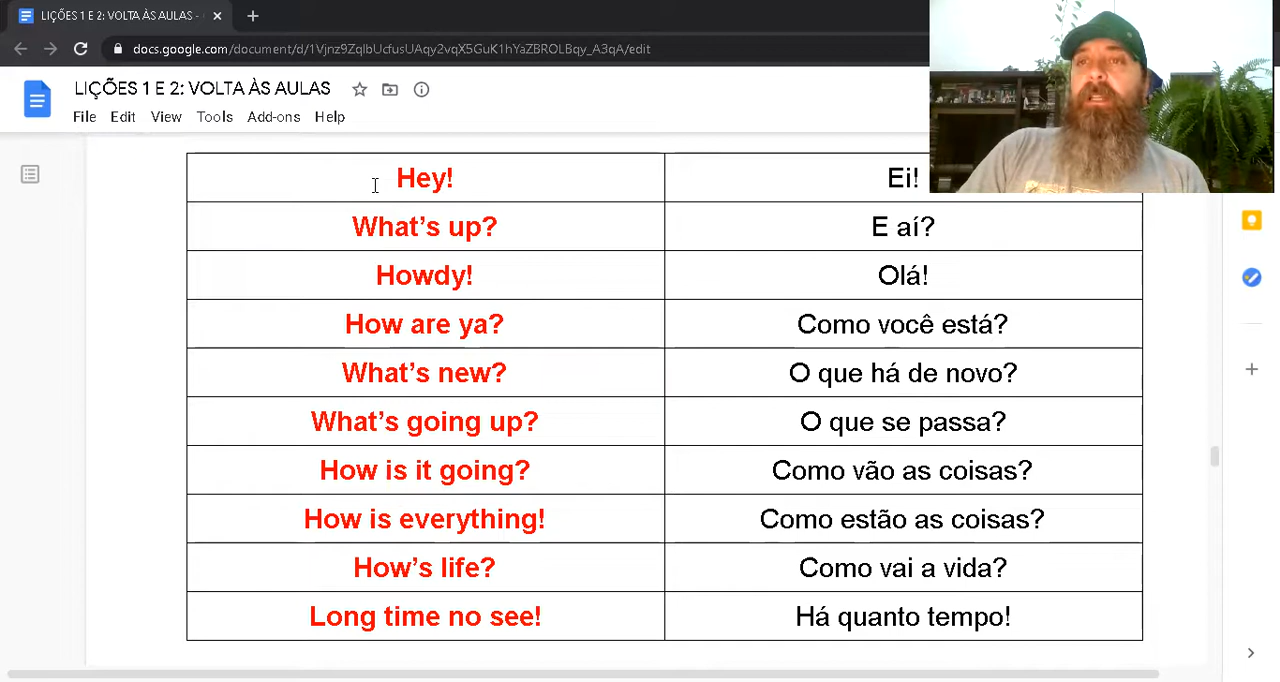 LIÇÕES 1 E 2: VOLTA ÀS AULAS -
docs.google.com/document/d/1Vjnz9ZqlbUcfusUAqy2vqX5GuK1hYaZBROLBqy_A3qA/edit
LIÇÕES 1 E 2: VOLTA ÀS AULAS
File Edit View Tools Add-ons Help
Hey! Ei!
What's up? E aí?
Howdy! Olá!
How are ya? Como você está?
What's new? O que há de novo?
What's going up? O que se passa?
How is it going? Como vão as coisas?
How is everything! Como estão as coisas?
How's life? Como vai a vida?
Long time no see! Há quanto tempo!